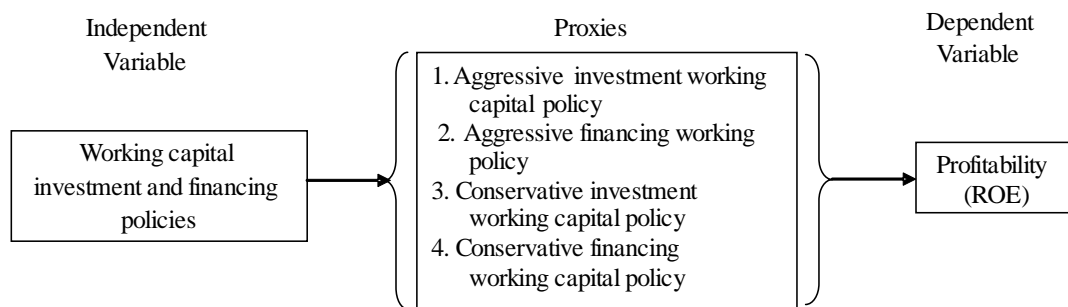 Independent
Variable
Proxies
Dependent
Variable
Working capital
investment and financing
policies
1. Aggressive investment working
capital policy
2. Aggressive financing working
policy
3. Conservative investment
working capital policy
4. Conservative financing
working capital policy
Profitability
(ROE)